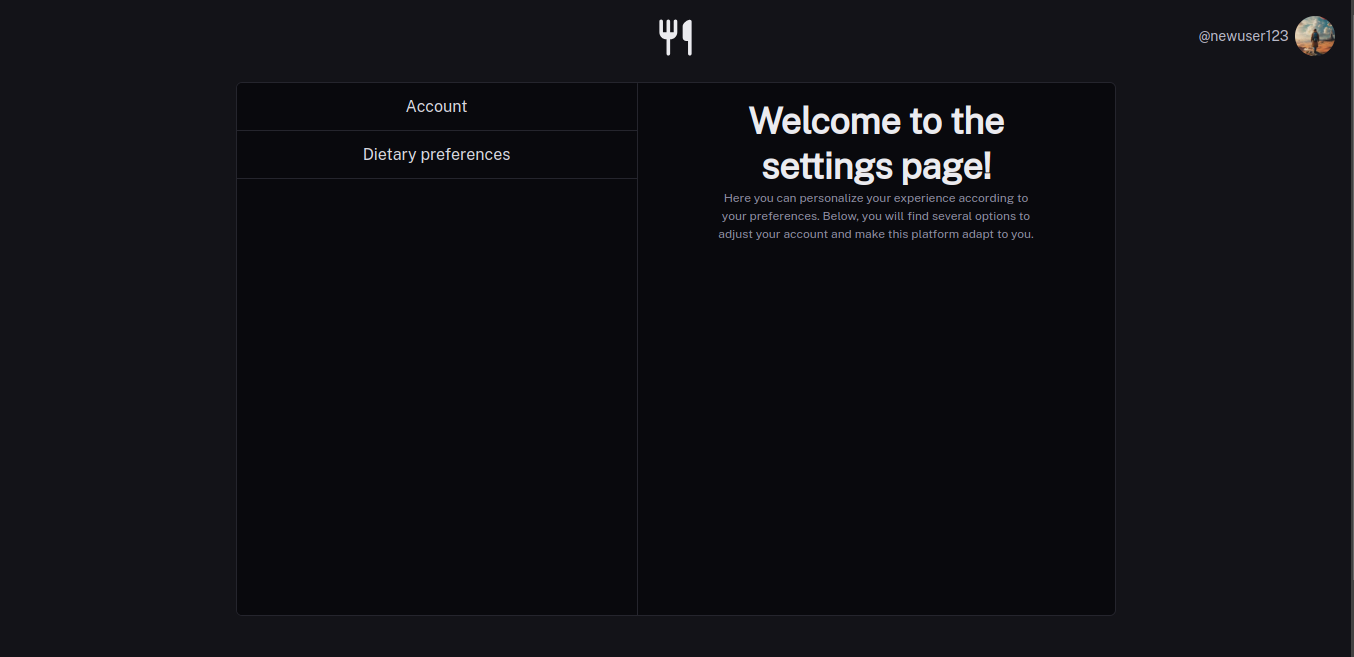 @newuser123
Account
Dietary preferences
Welcome to the
settings page!
Here you can personalize your experience according to
your preferences. Below, you will find several options to
adjust your account and make this platform adapt to you.